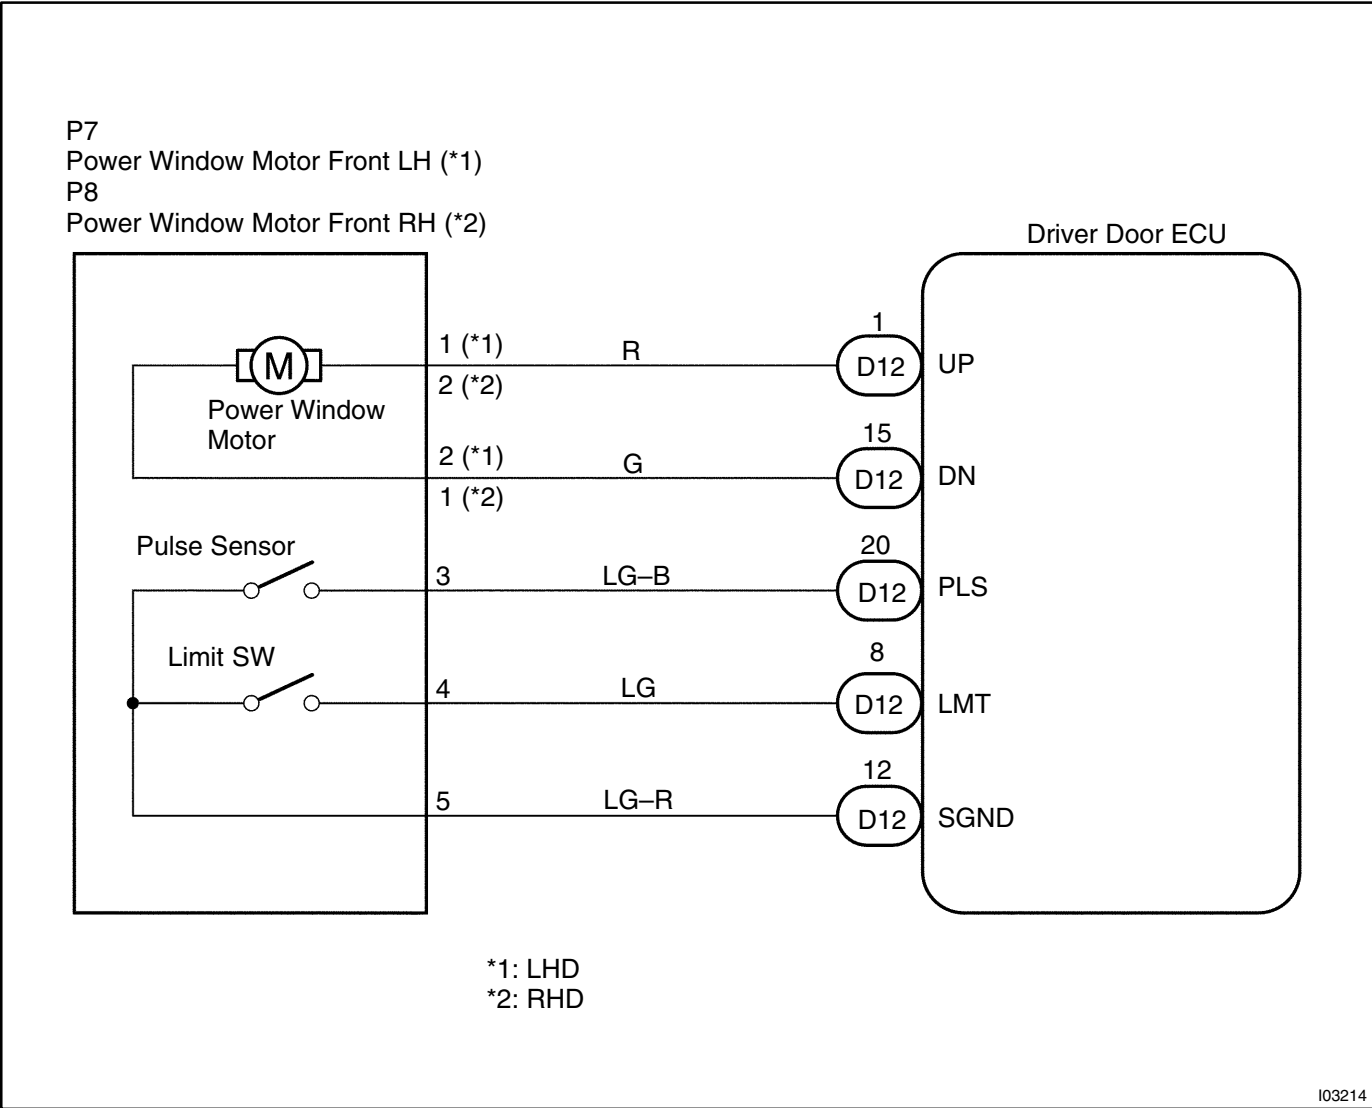 P7
Power Window Motor Front LH (*1)
P8
Power Window Motor Front RH (*2)
Driver Door ECU
M
Power Window
Motor
1 (*1)
2 (*2)
R
1
D12
UP
2 (*1)
1 (*2)
G
15
D12
DN
Pulse Sensor
3
LG–B
20
D12
PLS
Limit SW
4
LG
8
D12
LMT
5
LG–R
12
D12
SGND
*1: LHD
*2: RHD
I03214